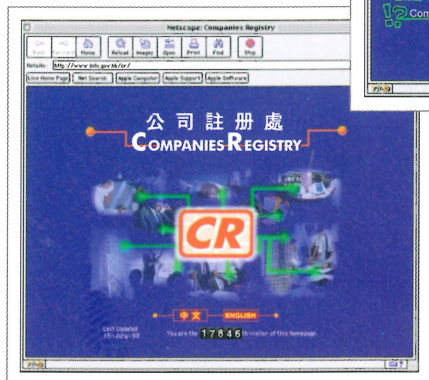 Com
Netscape: Companies Registry
Back Forward Home Reload Images Open Print Find Stop
Netsite: http://www.info.gov.hk/cr/
Live Home Page Net Search Apple Computer Apple Support Apple Software
公司註册處
COMPANIES REGISTRY
CR
中文 ENGLISH
Last Updated
15-July-98
You are the 17846 th visitor of this homepage.